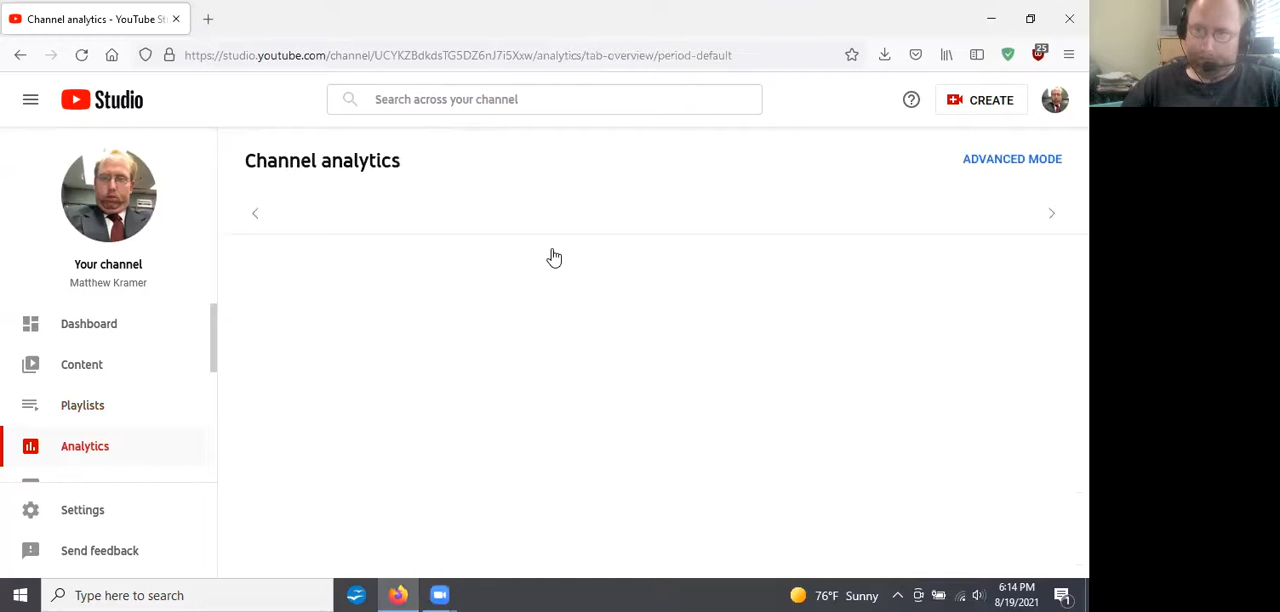 Channel analytics - YouTube St
https://studio.youtube.com/channel/UCYKZBdkdsTG5DZ6nJ7i5Xxw/analytics/tab-overview/period-default
25
Studio
Search across your channel
CREATE
Channel analytics
ADVANCED MODE
Your channel
Matthew Kramer
Dashboard
Content
Playlists
Analytics
Settings
Send feedback
Type here to search
76°F Sunny
6:14 PM
8/19/2021
1